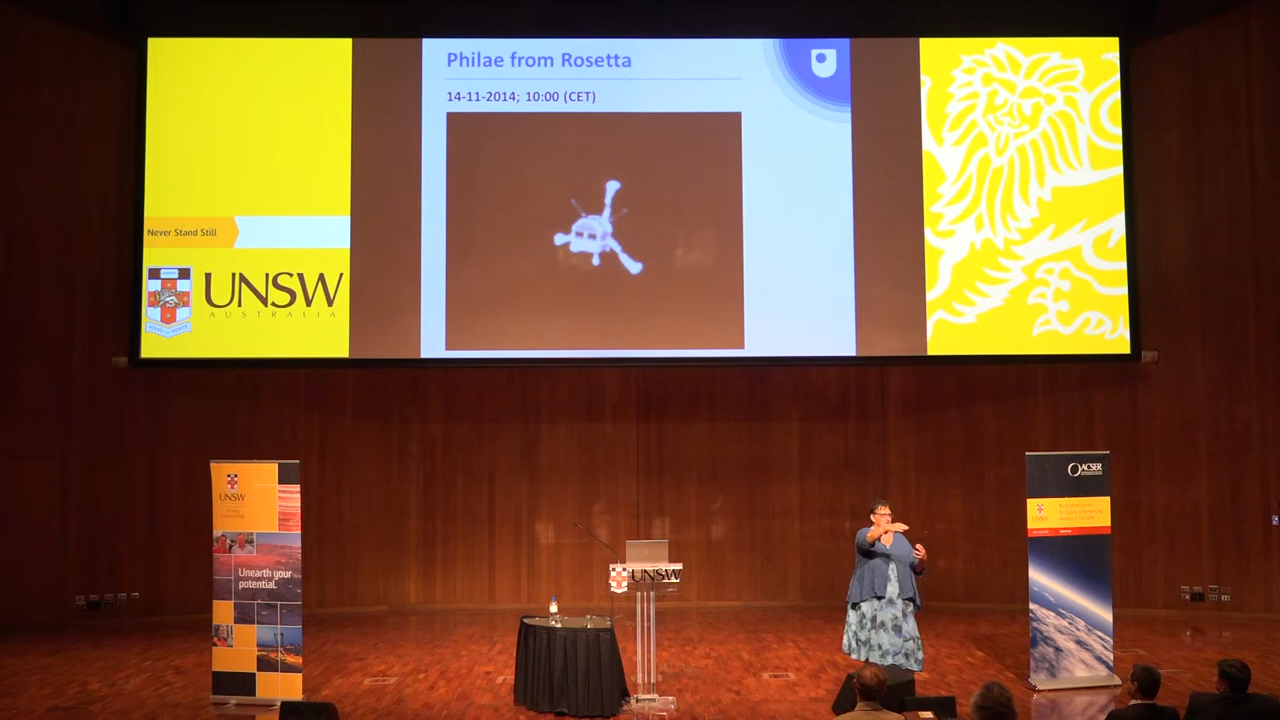 Philae from Rosetta
14-11-2014; 10:00 (CET)
Never Stand Still
UNSW
AUSTRALIA
UNSW
Unearth your
potential.
UNSW
ACSER